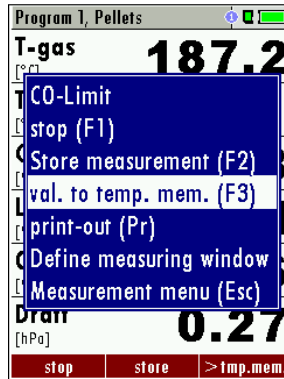 Program 1, Pellets
T-gas
187.2
[°C]
CO-Limit
stop (F1)
Store measurement (F2)
val. to temp. mem. (F3)
print-out (Pr)
Define measuring window
Measurement menu (Esc)
Draft
0.27
[hPa]
stop store >tmp.mem.